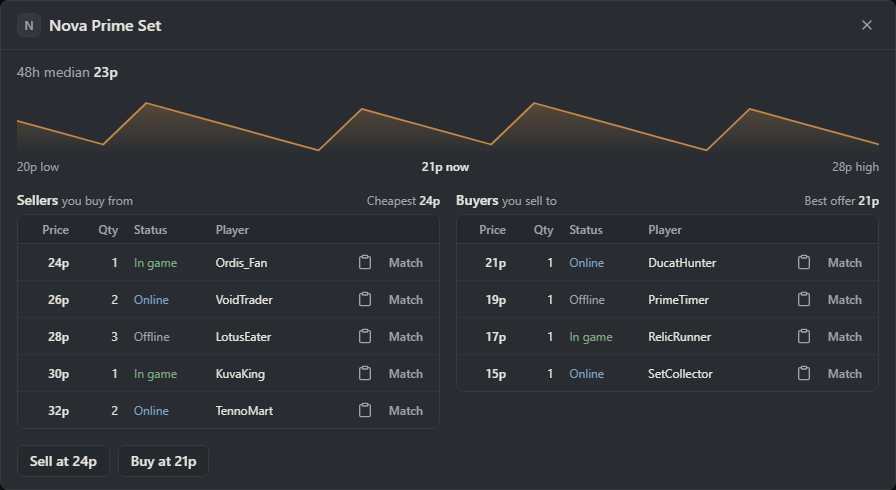 N Nova Prime Set
48h median 23p
20p low 21p now 28p high
Sellers you buy from Cheapest 24p
Price Qty Status Player
24p 1 In game Ordis_Fan Match
26p 2 Online VoidTrader Match
28p 3 Offline LotusEater Match
30p 1 In game KuvaKing Match
32p 2 Online TennoMart Match
Buyers you sell to Best offer 21p
Price Qty Status Player
21p 1 Online DucatHunter Match
19p 1 Offline PrimeTimer Match
17p 1 In game RelicRunner Match
15p 1 Online SetCollector Match
Sell at 24p Buy at 21p